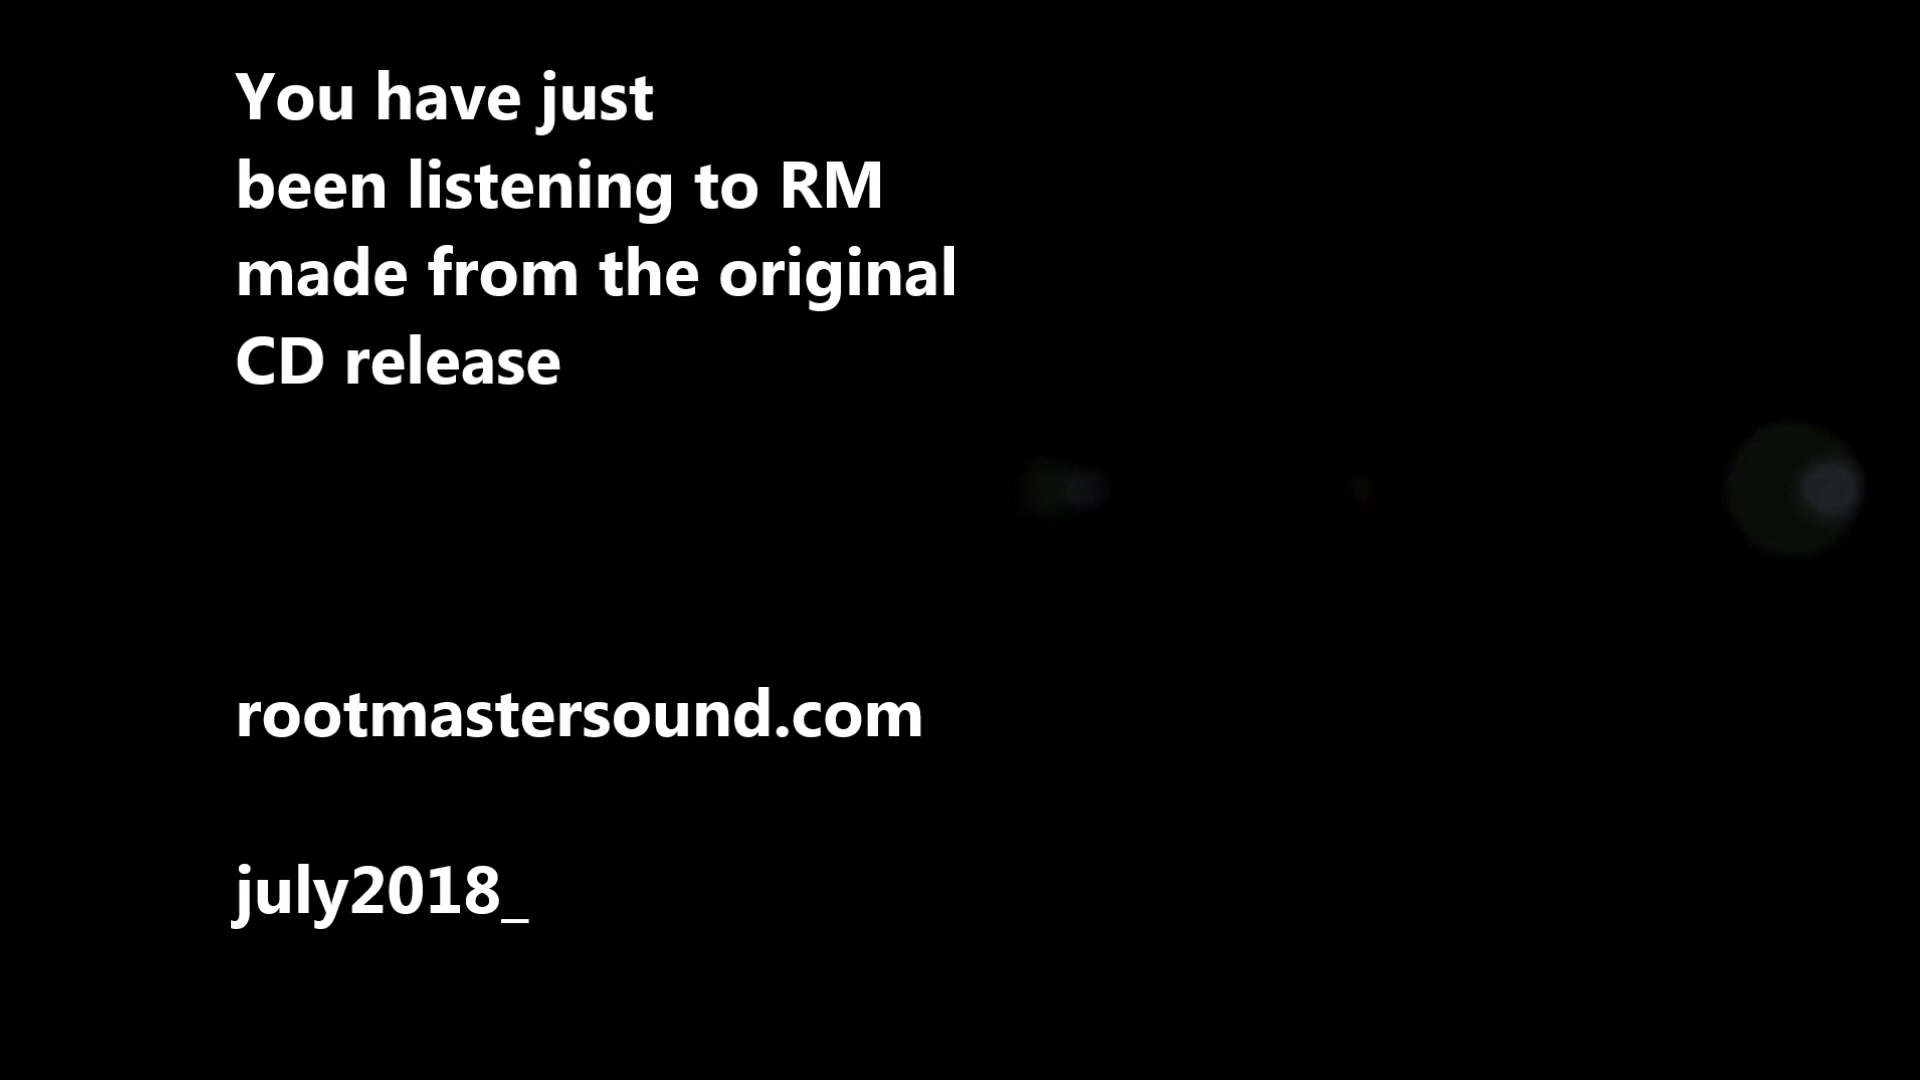 You have just
been listening to RM
made from the original
CD release
rootmastersound.com
july2018_